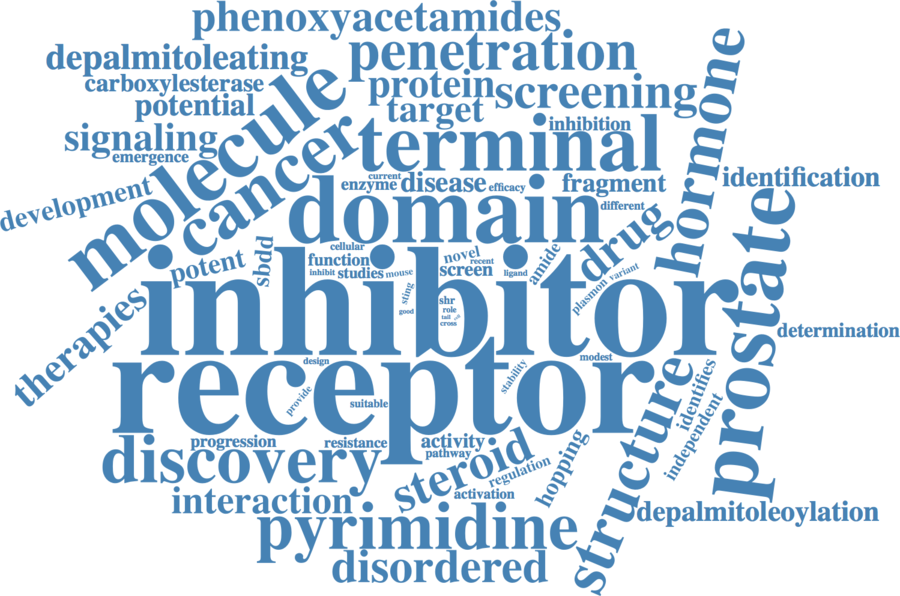 phenoxyacetamides
depalmitoleating
penetration
carboxylesterase
protein
screening
potential
target
signaling
inhibition
emergence
molecule
cancer
terminal
hormone
current
enzyme
disease
efficacy
fragment
identification
development
domain
different
drug
prostate
potent
sbdd
cellular
function
inhibit
studies
mouse
novel
recent
screen
ligand
amide
plasmon
variant
therapies
inhibitor
sting
good
shr
role
tail
cross
determination
receptor
design
modest
provide
suitable
stability
structure
identifies
independent
progression
resistance
activity
pathway
discovery
steroid
regulation
activation
hopping
interaction
pyrimidine
depalmitoleoylation
disordered